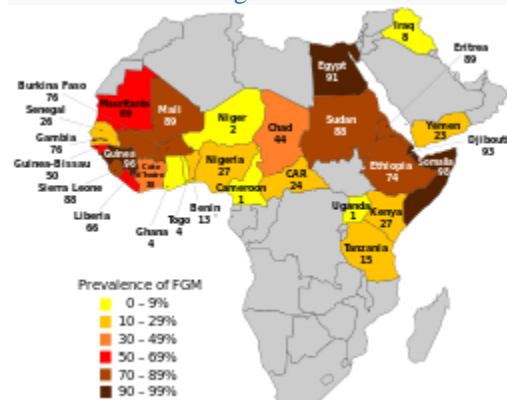 Iraq
8
Eritrea
89
Egypt
91
Burkina Faso
76
Mauritania
69
Mali
89
Senegal
26
Niger
2
Chad
44
Sudan
88
Yemen
23
Gambia
76
Djibouti
93
Guinea
96
Somalia
98
Guinea-Bissau
50
Nigeria
27
Ethiopia
74
Sierra Leone
88
CAR
24
Cameroon
1
Liberia
66
Uganda
1
Kenya
27
Benin
13
Togo
4
Ghana
4
Tanzania
15
Prevalence of FGM
0 – 9%
10 – 29%
30 – 49%
50 – 69%
70 – 89%
90 – 99%